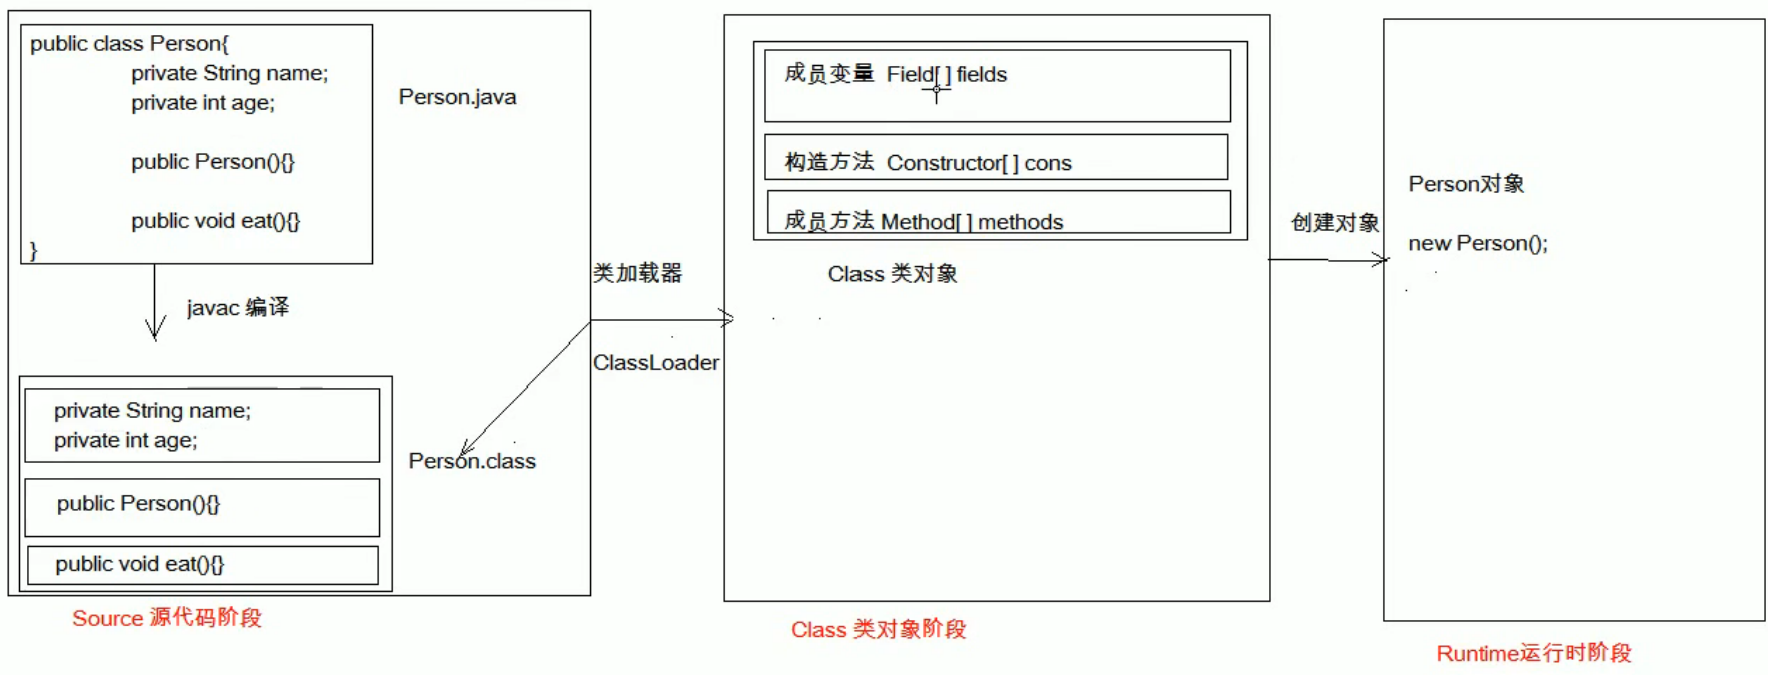 public class Person{
private String name;
private int age;
public Person(){}
public void eat(){}
}
Person.java
javac 编译
private String name;
private int age;
public Person(){}
public void eat(){}
Person.class
Source 源代码阶段
类加载器
ClassLoader
成员变量 Field[ ] fields
构造方法 Constructor[ ] cons
成员方法 Method[ ] methods
Class 类对象
Class 类对象阶段
创建对象
Person对象
new Person();
Runtime运行时阶段